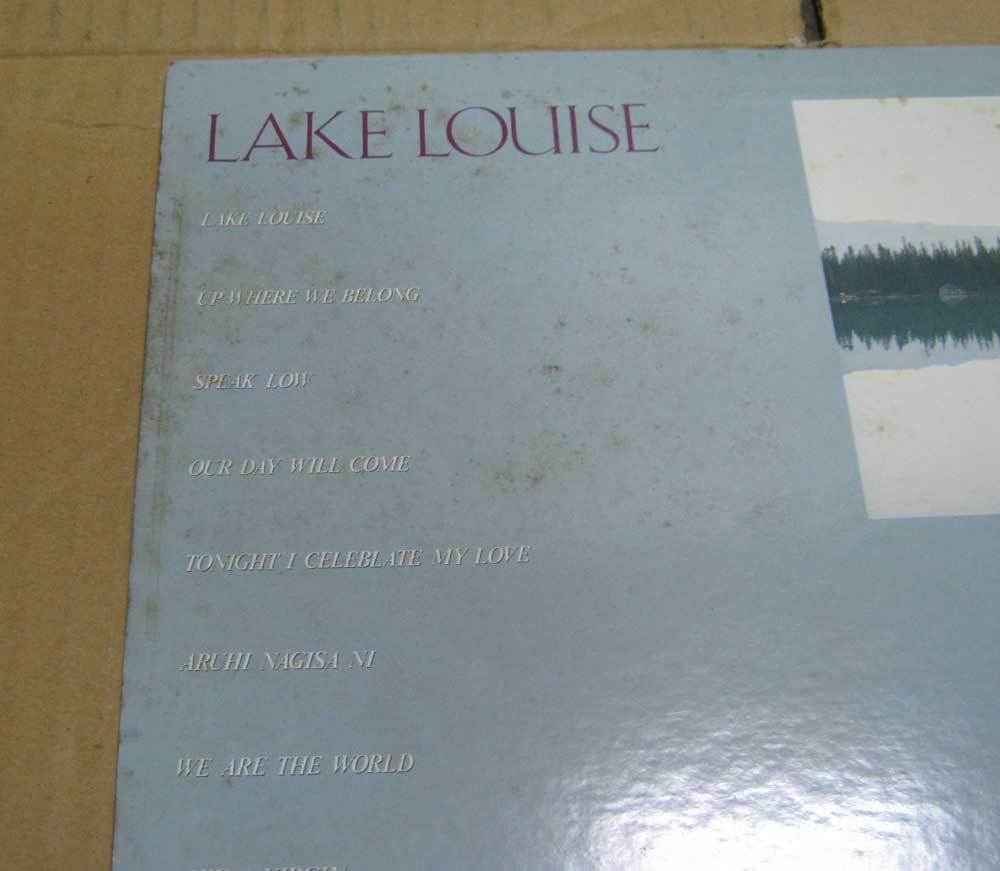 LAKE LOUISE
LAKE LOUISE
UP WHERE WE BELONG
SPEAK LOW
OUR DAY WILL COME
TONIGHT I CELEBLATE MY LOVE
ARUHI NAGISA NI
WE ARE THE WORLD
VIRGIN